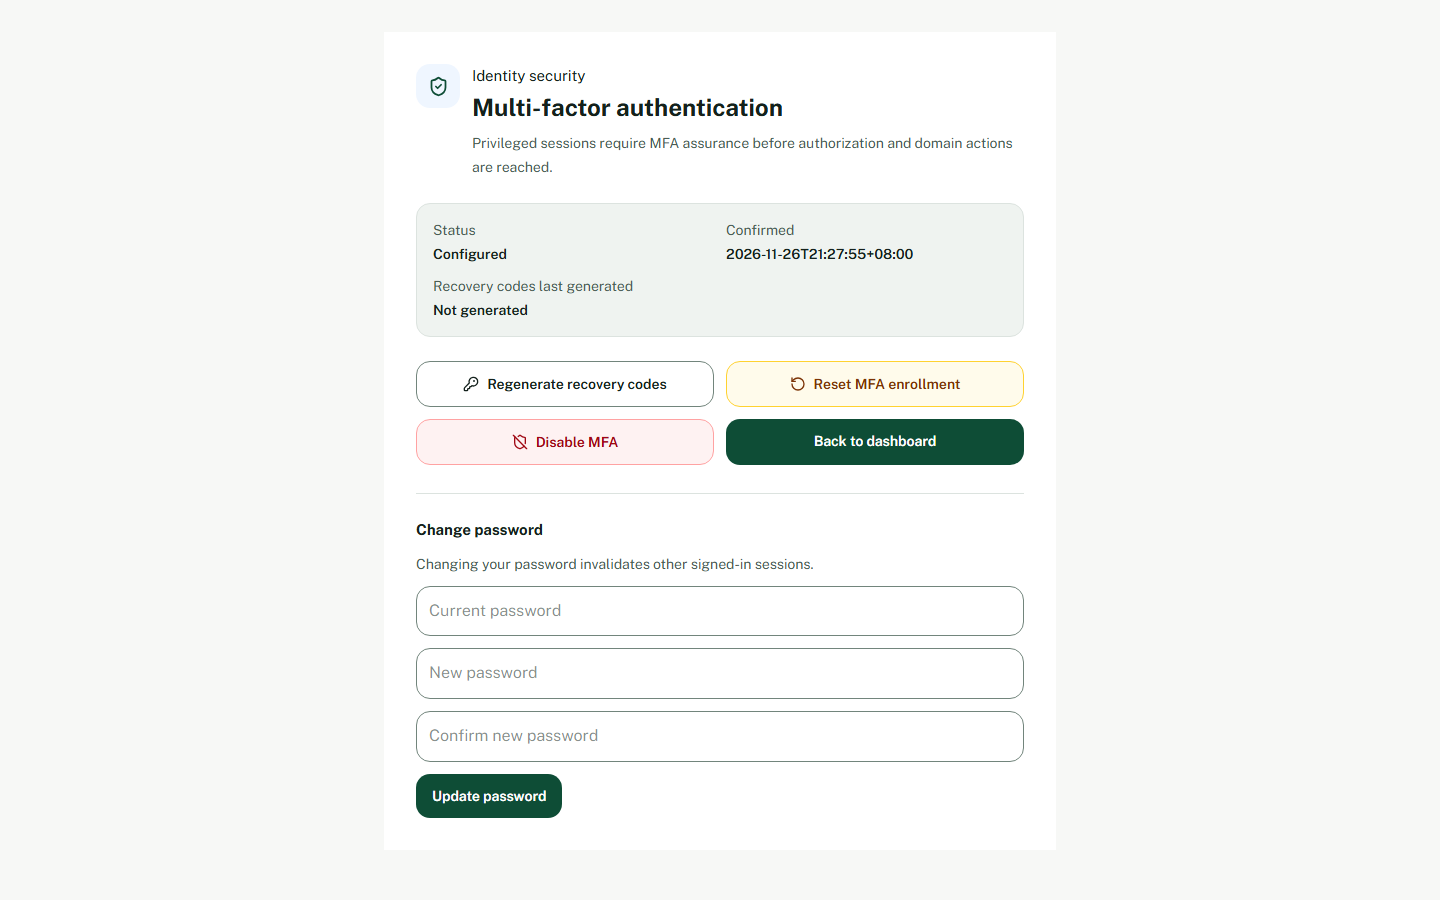 Identity security
Multi-factor authentication
Privileged sessions require MFA assurance before authorization and domain actions
are reached.
Status
Configured
Confirmed
2026-11-26T21:27:55+08:00
Recovery codes last generated
Not generated
Regenerate recovery codes
Reset MFA enrollment
Disable MFA
Back to dashboard
Change password
Changing your password invalidates other signed-in sessions.
Current password
New password
Confirm new password
Update password